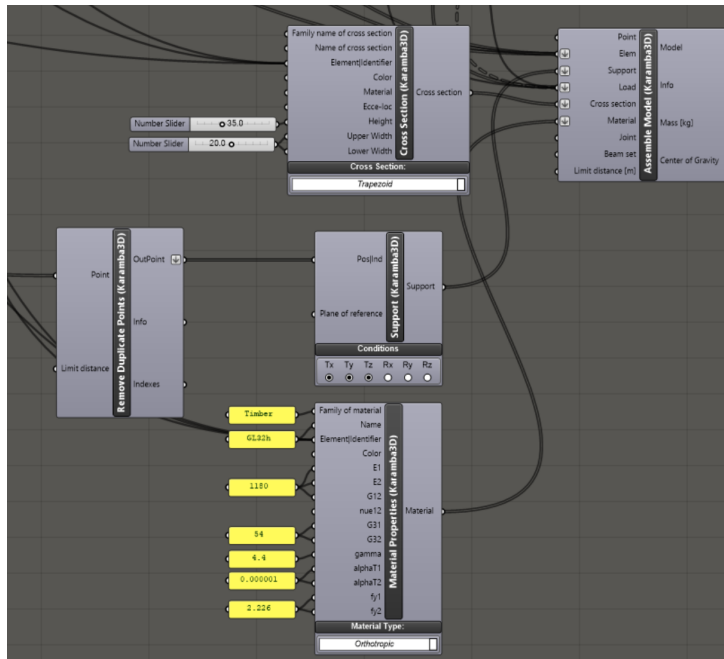 Family name of cross section
Name of cross section
Element|Identifier
Color
Material
Ecce-loc
Height
Upper Width
Lower Width
Cross Section (Karamba3D)
Cross section
Cross Section:
Trapezoid
Number Slider
35.0
Number Slider
20.0
Point
Elem
Support
Load
Cross section
Material
Joint
Beam set
Limit distance [m]
Assemble Model (Karamba3D)
Model
Info
Mass [kg]
Center of Gravity
Point
Limit distance
Remove Duplicate Points (Karamba3D)
OutPoint
Info
Indexes
Pos|Ind
Plane of reference
Support (Karamba3D)
Support
Conditions
Tx Ty Tz Rx Ry Rz
Timber
GL32h
1180
54
4.4
0.000001
2.226
Family of material
Name
Element|Identifier
Color
E1
E2
G12
nue12
G31
G32
gamma
alphaT1
alphaT2
fy1
fy2
Material Properties (Karamba3D)
Material
Material Type:
Orthotropic